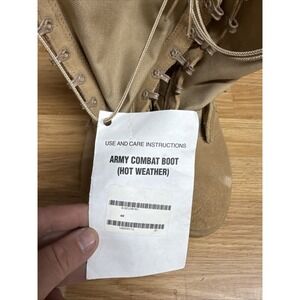 USE AND CARE INSTRUCTIONS
ARMY COMBAT BOOT
(HOT WEATHER)